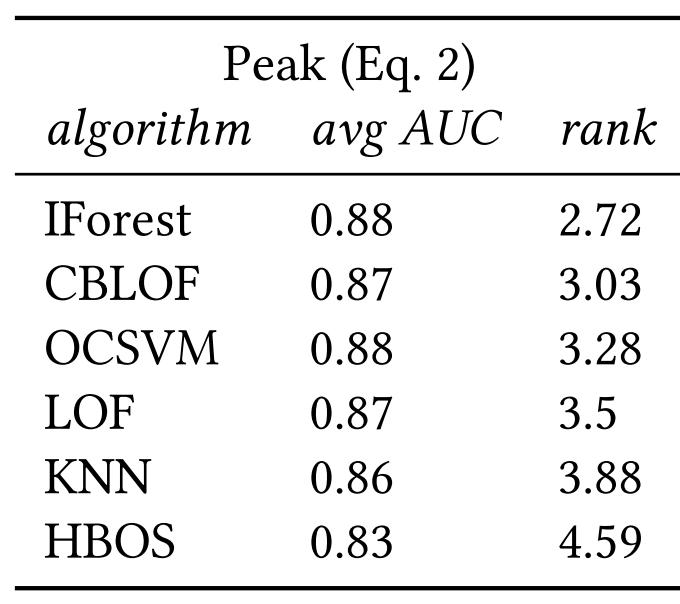 Peak (Eq. 2)
algorithm avg AUC rank
IForest 0.88 2.72
CBLOF 0.87 3.03
OCSVM 0.88 3.28
LOF 0.87 3.5
KNN 0.86 3.88
HBOS 0.83 4.59